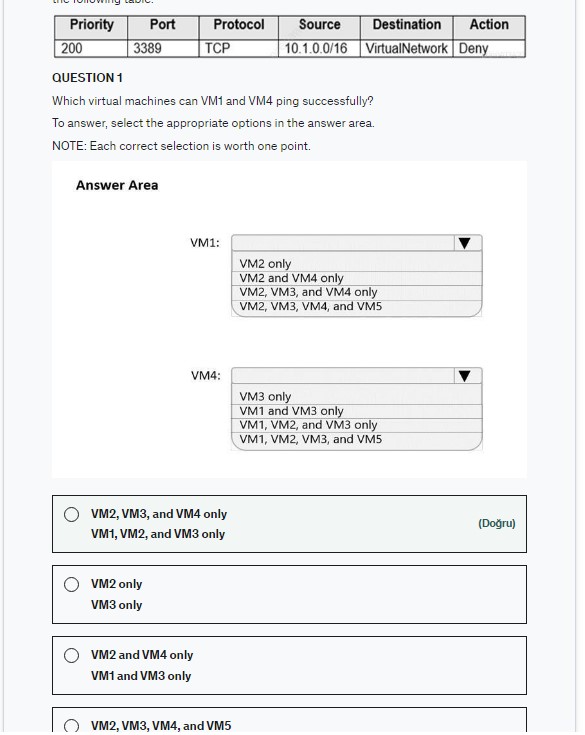 the following table.
Priority Port Protocol Source Destination Action
200 3389 TCP 10.1.0.0/16 VirtualNetwork Deny
QUESTION 1
Which virtual machines can VM1 and VM4 ping successfully?
To answer, select the appropriate options in the answer area.
NOTE: Each correct selection is worth one point.
Answer Area
VM1:
VM2 only
VM2 and VM4 only
VM2, VM3, and VM4 only
VM2, VM3, VM4, and VM5
VM4:
VM3 only
VM1 and VM3 only
VM1, VM2, and VM3 only
VM1, VM2, VM3, and VM5
VM2, VM3, and VM4 only
VM1, VM2, and VM3 only
(Doğru)
VM2 only
VM3 only
VM2 and VM4 only
VM1 and VM3 only
VM2, VM3, VM4, and VM5